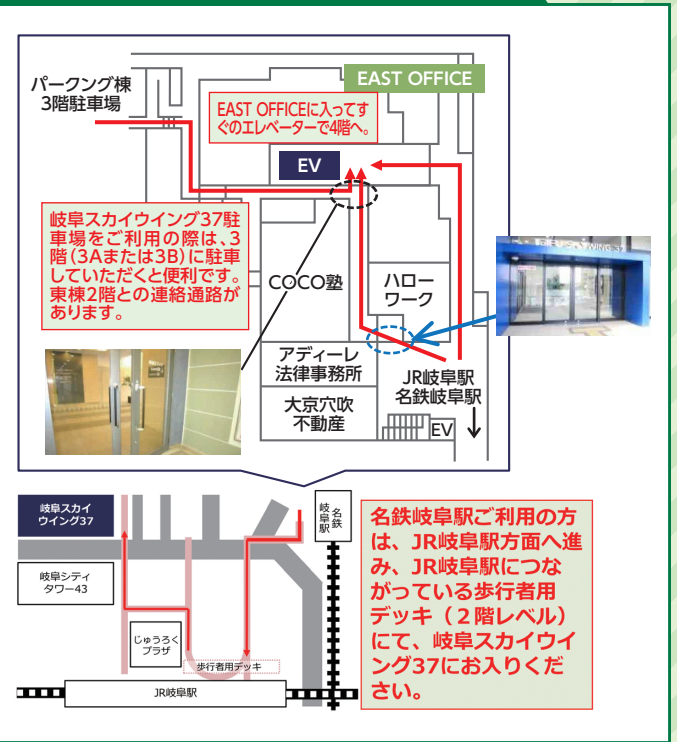 パークング棟
3階駐車場
EAST OFFICE
EAST OFFICEに入ってす
ぐのエレベーターで4階へ。
EV
岐阜スカイウイング37駐
車場をご利用の際は、3
階(3Aまたは3B)に駐車
していただくと便利です。
東棟2階との連絡通路が
あります。
COCO塾
ハロー
ワーク
アディーレ
法律事務所
大京穴吹
不動産
JR岐阜駅
名鉄岐阜駅
EV
岐阜スカイ
ウイング37
岐阜シティ
タワー43
じゅうろく
プラザ
歩行者用デッキ
JR岐阜駅
名鉄
岐阜駅
名鉄岐阜駅ご利用の方
は、JR岐阜駅方面へ進
み、JR岐阜駅につな
がっている歩行者用
デッキ（２階レベル）
にて、岐阜スカイウイ
ング37にお入りくだ
さい。